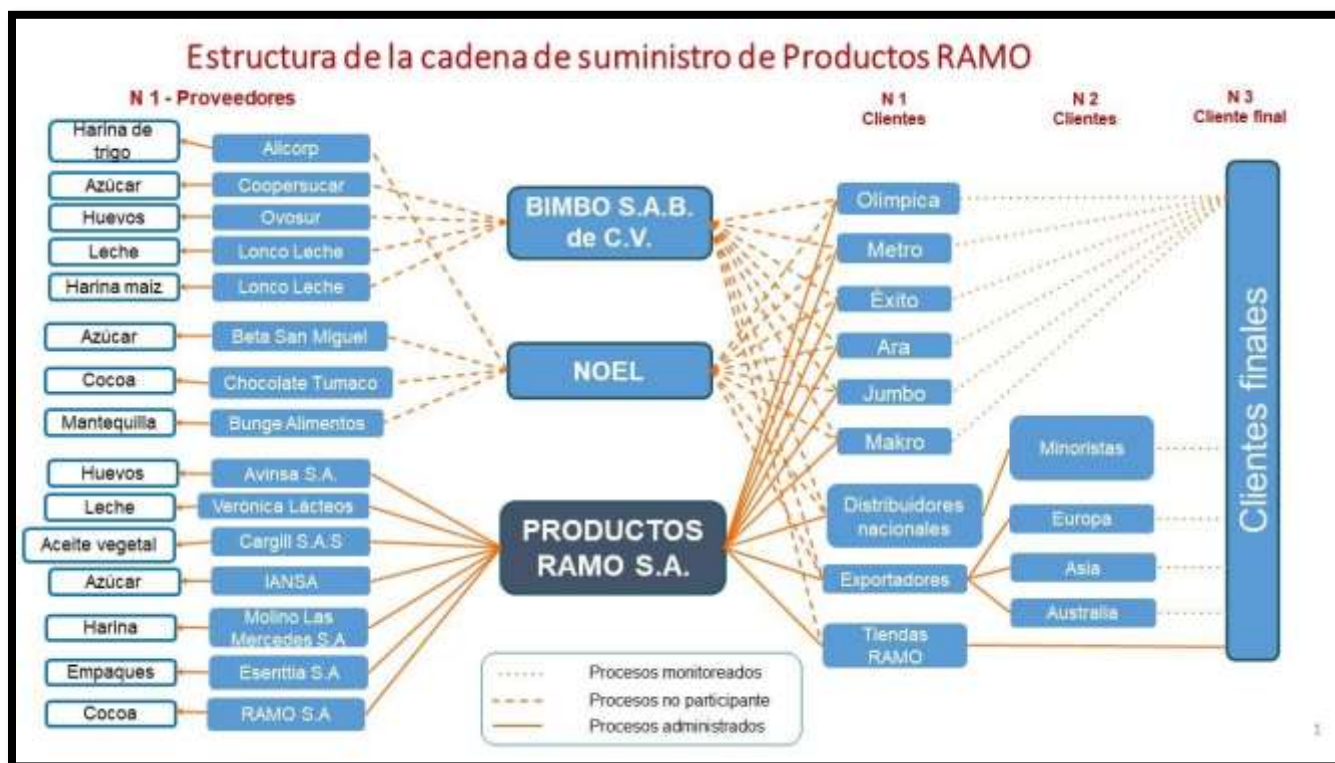 Estructura de la cadena de suministro de Productos RAMO
N 1 - Proveedores
N 1
Clientes
N 2
Clientes
N 3
Cliente final
Harina de
trigo
Alicorp
Azúcar
Coopersucar
Huevos
Ovosur
Leche
Lonco Leche
Harina maiz
Lonco Leche
Azúcar
Beta San Miguel
Cocoa
Chocolate Tumaco
Mantequilla
Bunge Alimentos
Huevos
Avinsa S.A.
Leche
Verónica Lácteos
Aceite vegetal
Cargill S.A.S
Azúcar
IANSA
Harina
Molino Las
Mercedes S.A
Empaques
Esenttia S.A
Cocoa
RAMO S.A
BIMBO S.A.B.
de C.V.
NOEL
PRODUCTOS
RAMO S.A.
Olímpica
Metro
Éxito
Ara
Jumbo
Makro
Distribuidores
nacionales
Exportadores
Tiendas
RAMO
Minoristas
Europa
Asia
Australia
Clientes finales
Procesos monitoreados
Procesos no participante
Procesos administrados
1